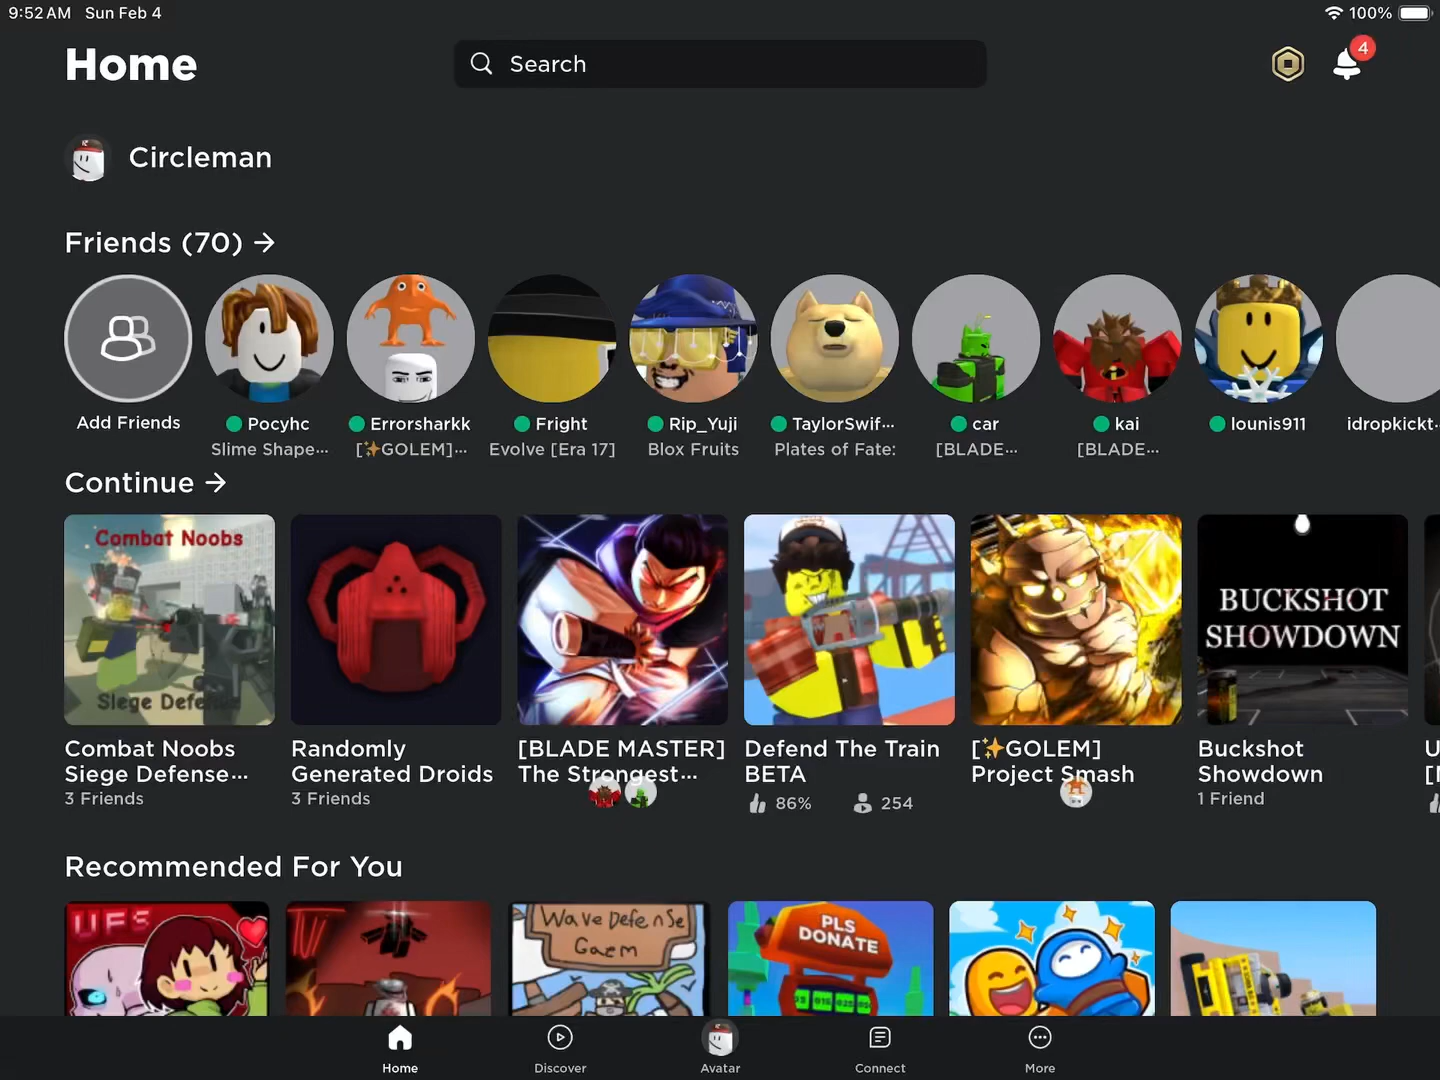 9:52 AM Sun Feb 4
100%
Home
Search
4
Circleman
Friends (70) →
Add Friends
Pocyhc
Slime Shape...
Errorsharkk
[✨GOLEM]...
Fright
Evolve [Era 17]
Rip_Yuji
Blox Fruits
TaylorSwif...
Plates of Fate:
car
[BLADE...
kai
[BLADE...
lounis911
idropkickt...
Continue →
Combat Noobs
Siege Defen
BUCKSHOT
SHOWDOWN
Combat Noobs
Siege Defense...
3 Friends
Randomly
Generated Droids
3 Friends
[BLADE MASTER]
The Strongest...
Defend The Train
BETA
86% 254
[✨GOLEM]
Project Smash
Buckshot
Showdown
1 Friend
Recommended For You
UFS
Wave Defense
Gaem
PLS
DONATE
Home
Discover
Avatar
Connect
More